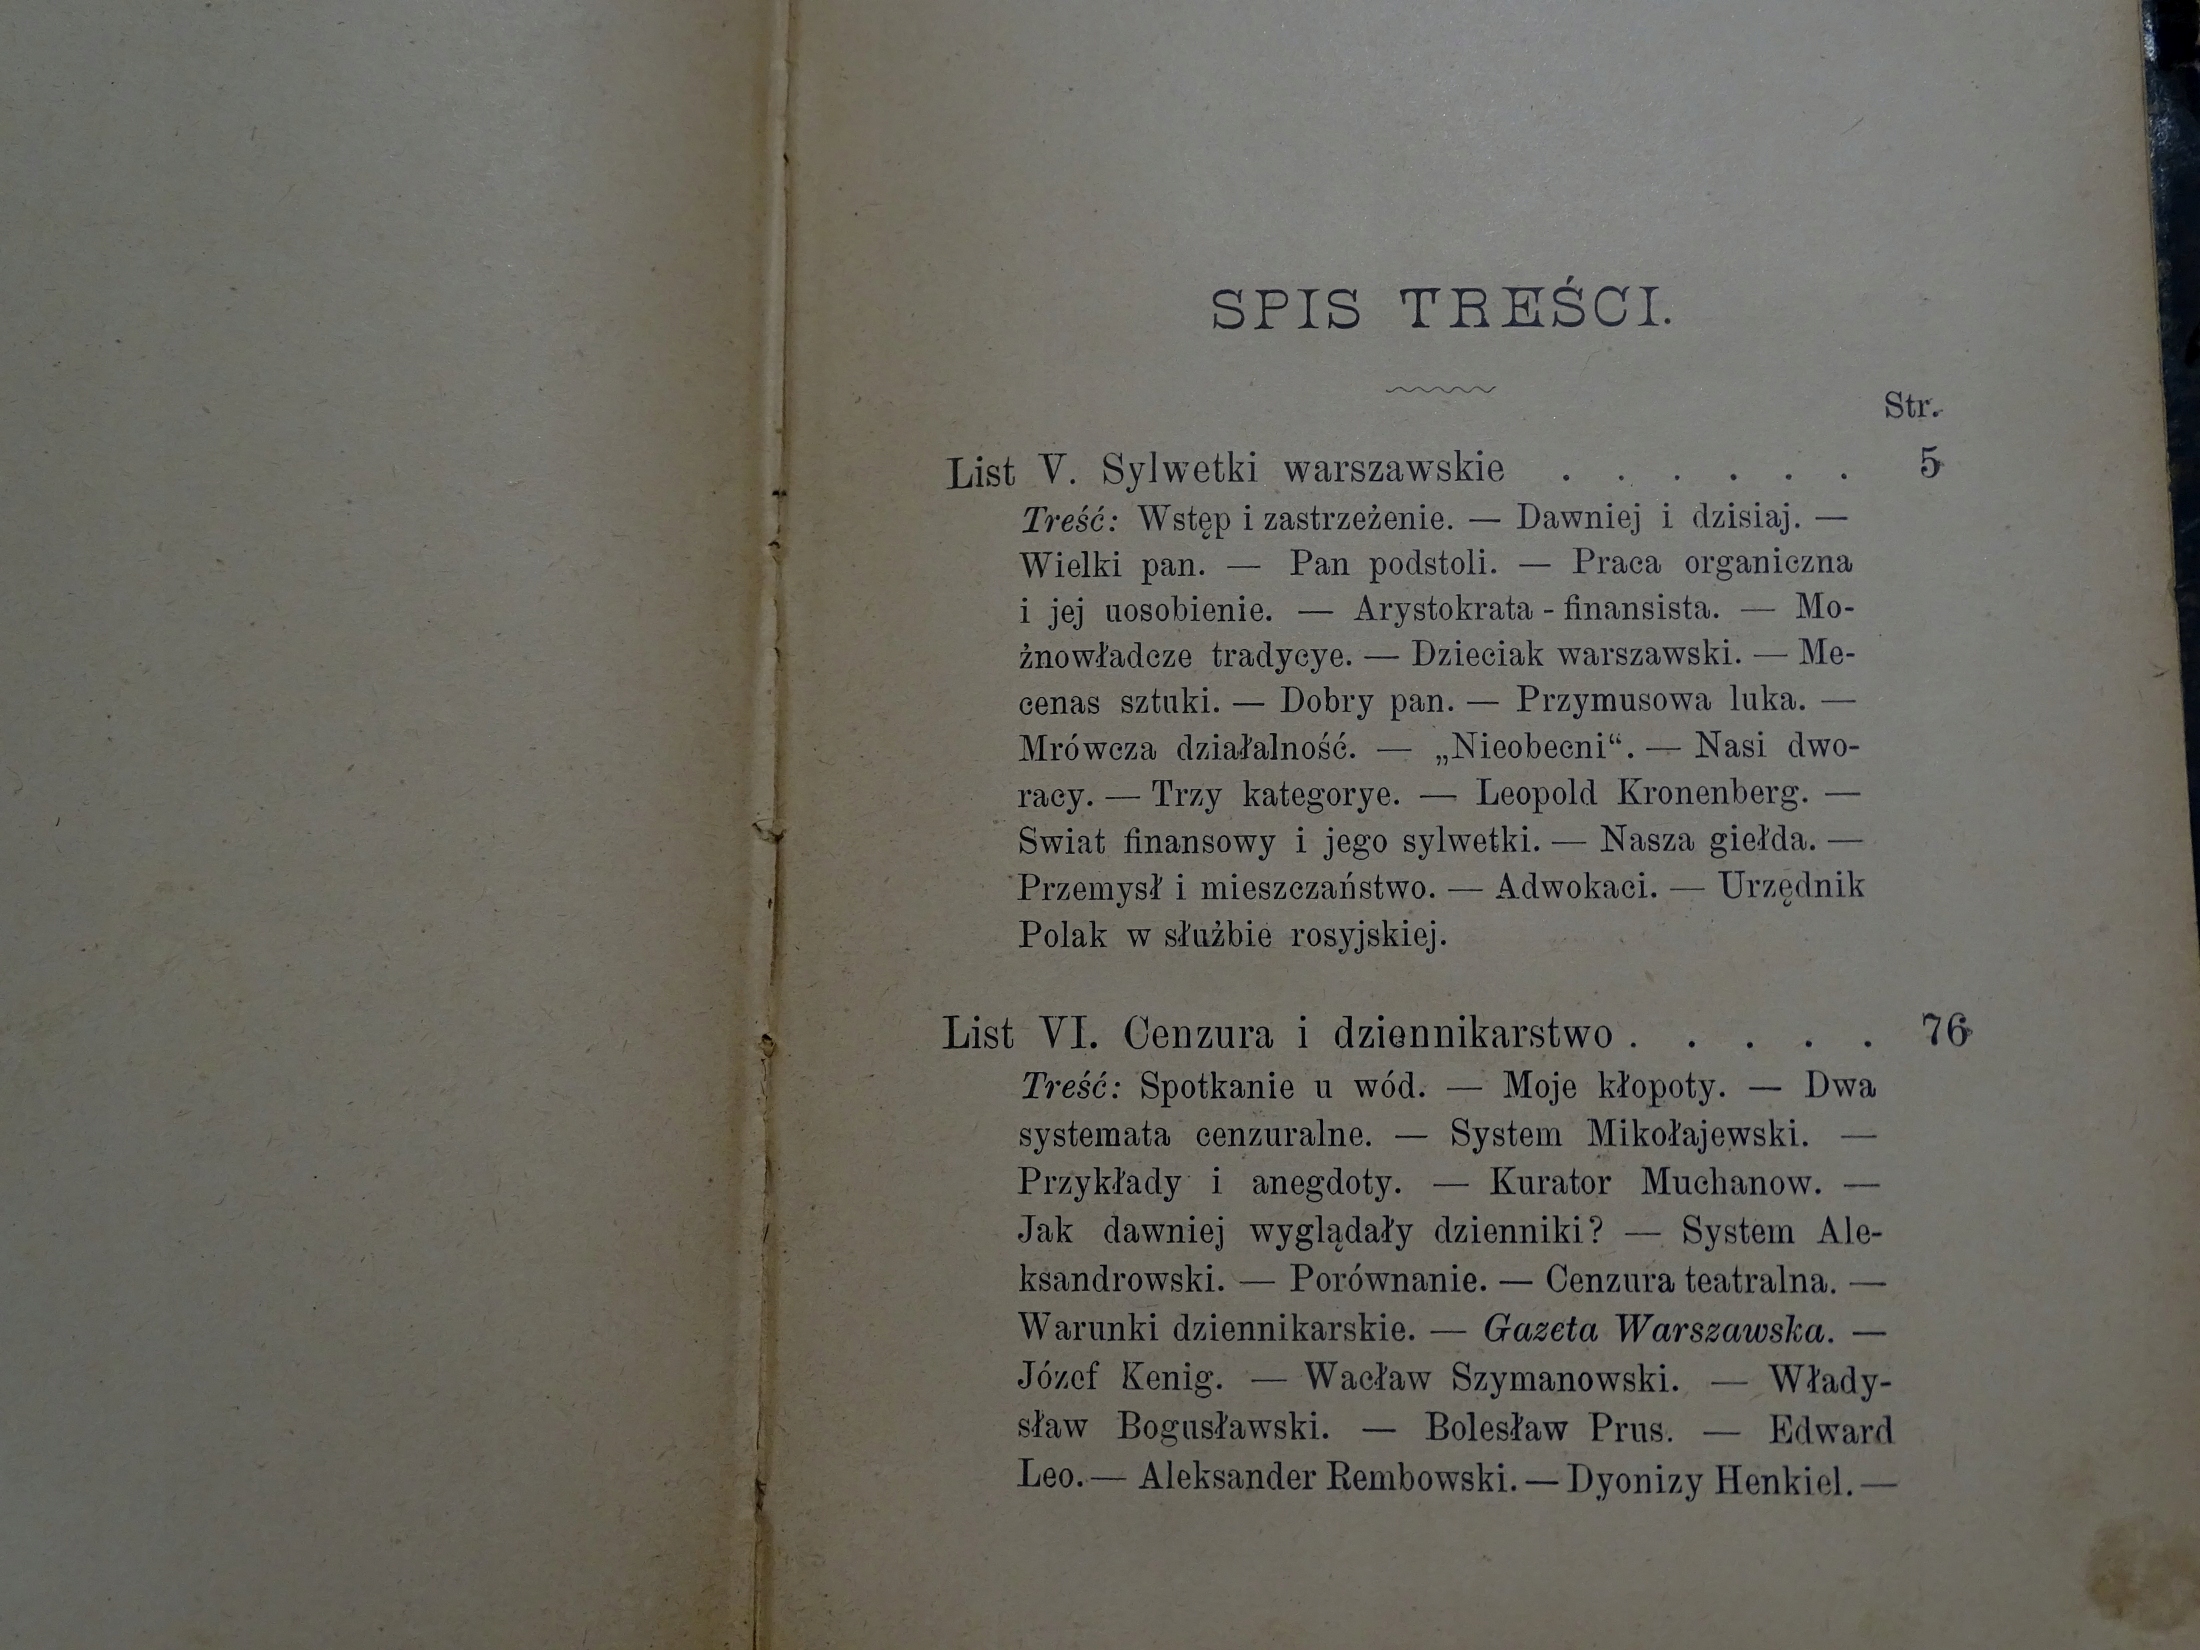 SPIS TREŚCI.
Str.
List V. Sylwetki warszawskie . . . . . . 5
Treść: Wstęp i zastrzeżenie. — Dawniej i dzisiaj. —
Wielki pan. — Pan podstoli. — Praca organiczna
i jej uosobienie. — Arystokrata - finansista. — Mo-
żnowładcze tradycye. — Dzieciak warszawski. — Me-
cenas sztuki. — Dobry pan. — Przymusowa luka. —
Mrówcza działalność. — „Nieobecni“. — Nasi dwo-
racy. — Trzy kategorye. — Leopold Kronenberg. —
Swiat finansowy i jego sylwetki. — Nasza giełda. —
Przemysł i mieszczaństwo. — Adwokaci. — Urzędnik
Polak w służbie rosyjskiej.
List VI. Cenzura i dziennikarstwo . . . . . 76
Treść: Spotkanie u wód. — Moje kłopoty. — Dwa
systemata cenzuralne. — System Mikołajewski. —
Przykłady i anegdoty. — Kurator Muchanow. —
Jak dawniej wyglądały dzienniki? — System Ale-
ksandrowski. — Porównanie. — Cenzura teatralna. —
Warunki dziennikarskie. — Gazeta Warszawska. —
Józef Kenig. — Wacław Szymanowski. — Włady-
sław Bogusławski. — Bolesław Prus. — Edward
Leo. — Aleksander Rembowski. — Dyonizy Henkiel. —